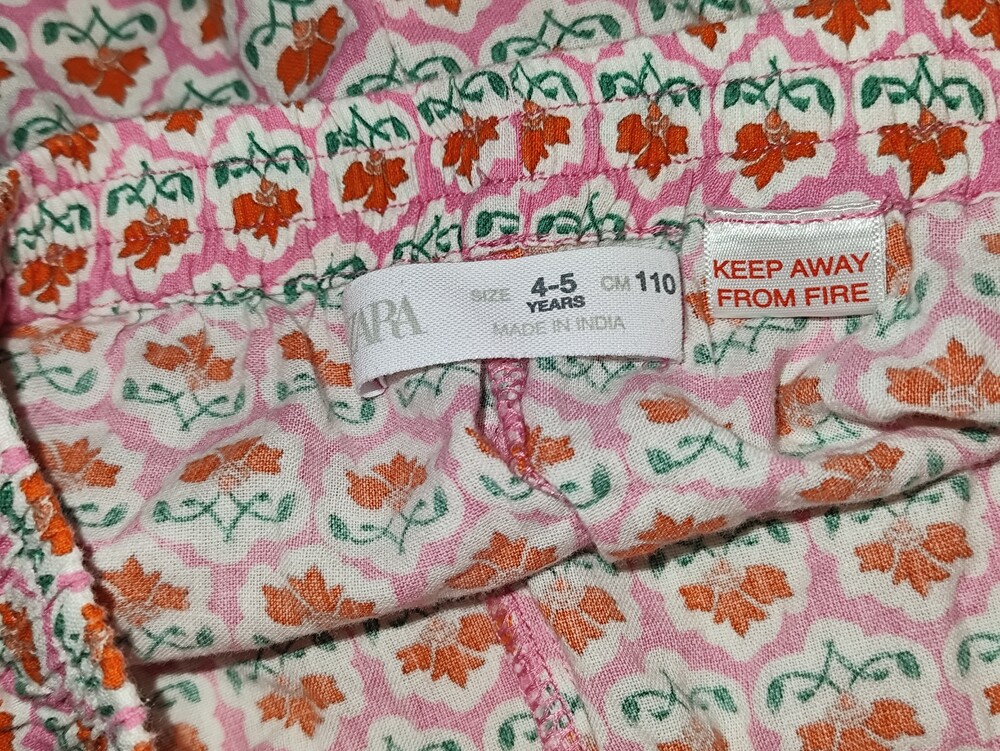 ZARA
SIZE 4-5 YEARS CM 110
MADE IN INDIA
KEEP AWAY
FROM FIRE